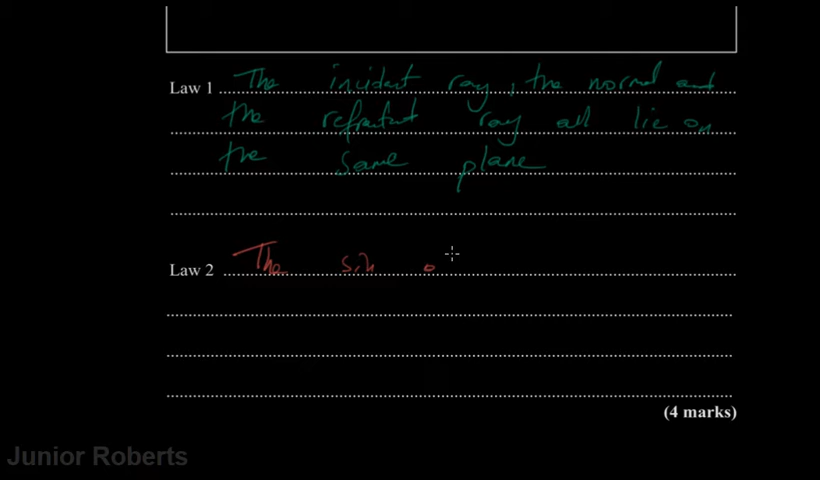 Law 1 The incident ray, the normal and
the refractant ray all lie on
the same plane
Law 2 The sin o
(4 marks)
Junior Roberts